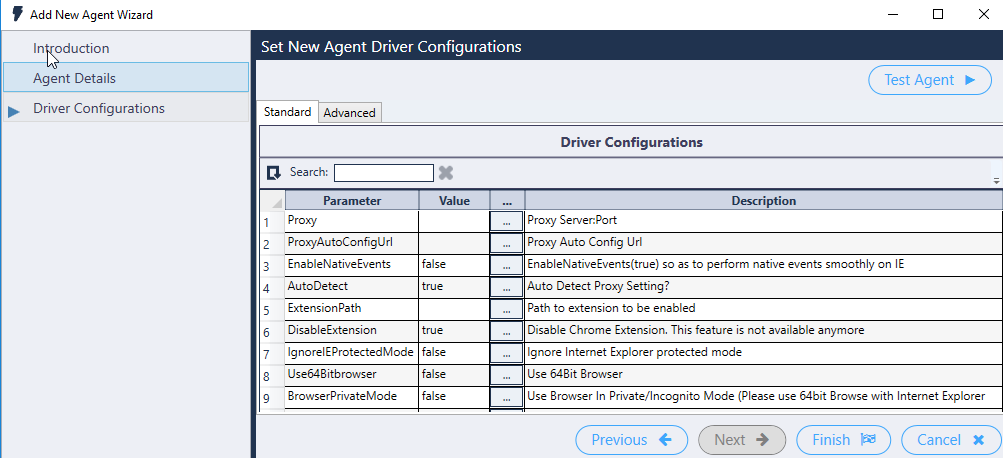 Add New Agent Wizard
Introduction
Agent Details
Driver Configurations
Set New Agent Driver Configurations
Test Agent
Standard Advanced
Driver Configurations
Search:
Parameter Value ... Description
1 Proxy ... Proxy Server:Port
2 ProxyAutoConfigUrl ... Proxy Auto Config Url
3 EnableNativeEvents false ... EnableNativeEvents(true) so as to perform native events smoothly on IE
4 AutoDetect true ... Auto Detect Proxy Setting?
5 ExtensionPath ... Path to extension to be enabled
6 DisableExtension true ... Disable Chrome Extension. This feature is not available anymore
7 IgnoreIEProtectedMode false ... Ignore Internet Explorer protected mode
8 Use64Bitbrowser false ... Use 64Bit Browser
9 BrowserPrivateMode false ... Use Browser In Private/Incognito Mode (Please use 64bit Browse with Internet Explorer
Previous Next Finish Cancel